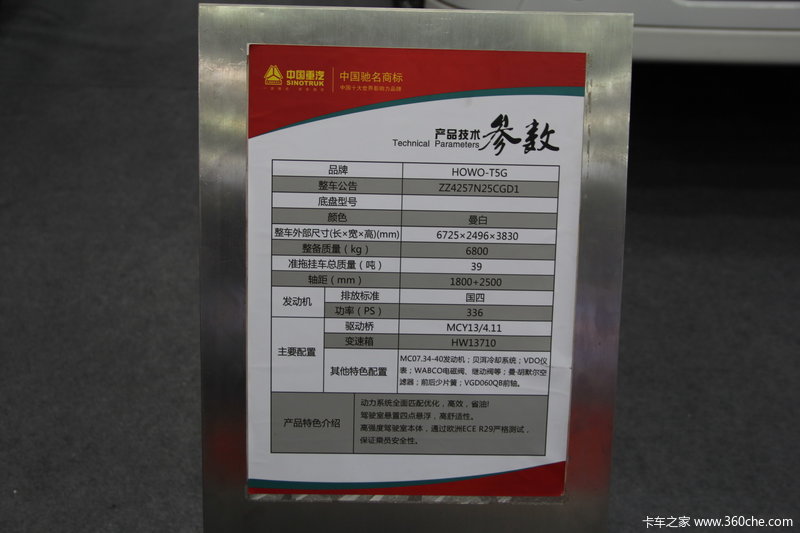 中国重汽
SINOTRUK
中国驰名商标
中国十大世界影响力品牌
产品技术参数
Technical Parameters
品牌 HOWO-T5G
整车公告 ZZ4257N25CGD1
底盘型号
颜色 曼白
整车外部尺寸(长×宽×高)(mm) 6725×2496×3830
整备质量（kg） 6800
准拖挂车总质量（吨） 39
轴距（mm） 1800+2500
发动机 排放标准 国四
功率（PS） 336
主要配置 驱动桥 MCY13/4.11
变速箱 HW13710
其他特色配置 MC07.34-40发动机；贝洱冷却系统；VDO仪
表；WABCO电磁阀、继动阀等；曼·胡默尔空
滤器；前后少片簧；VGD060QB前轴。
产品特色介绍 动力系统全面匹配优化，高效，省油!
驾驶室悬置四点悬浮，高舒适性。
高强度驾驶室本体，通过欧洲ECE R29严格测试，
保证乘员安全性。
卡车之家 www.360che.com